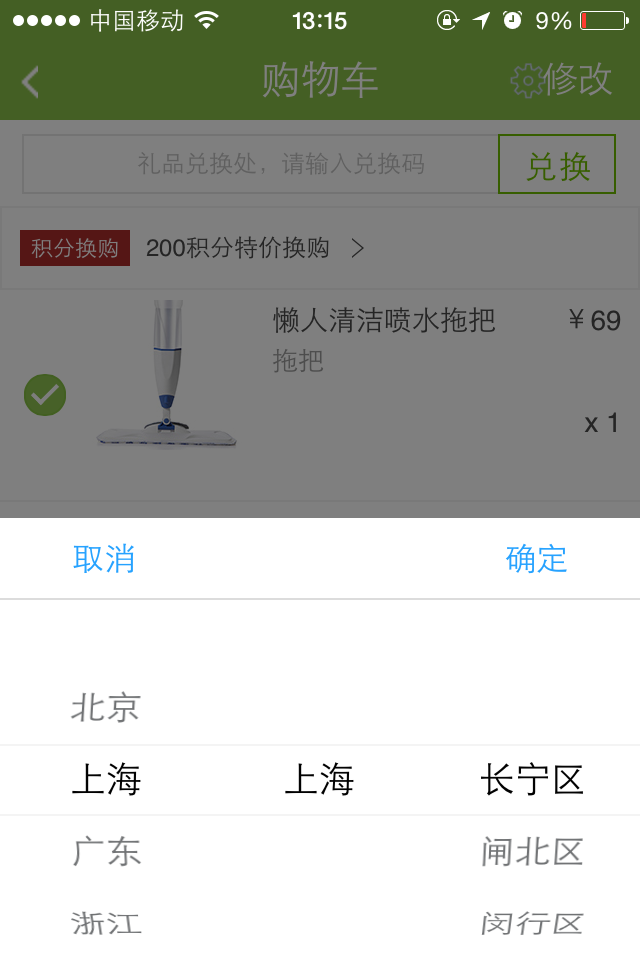 中国移动 13:15 9%
购物车 修改
礼品兑换处，请输入兑换码 兑换
积分换购 200积分特价换购
懒人清洁喷水拖把 ¥ 69
拖把
x 1
取消 确定
北京
上海 上海 长宁区
广东 闸北区
浙江 闵行区